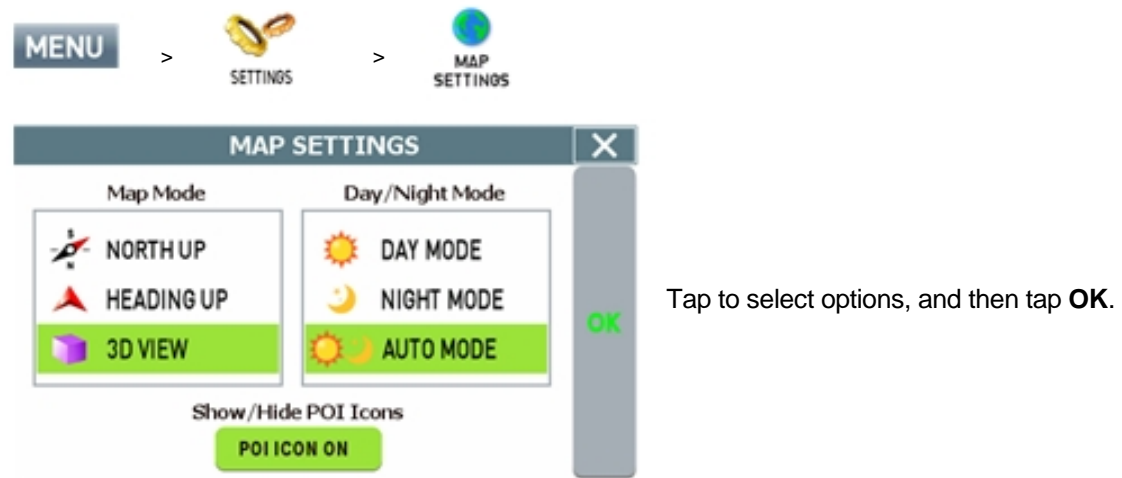 MENU > SETTINGS > MAP SETTINGS
MAP SETTINGS X
Map Mode
NORTH UP
HEADING UP
3D VIEW
Day/Night Mode
DAY MODE
NIGHT MODE
AUTO MODE
OK
Show/Hide POI Icons
POI ICON ON
Tap to select options, and then tap OK.